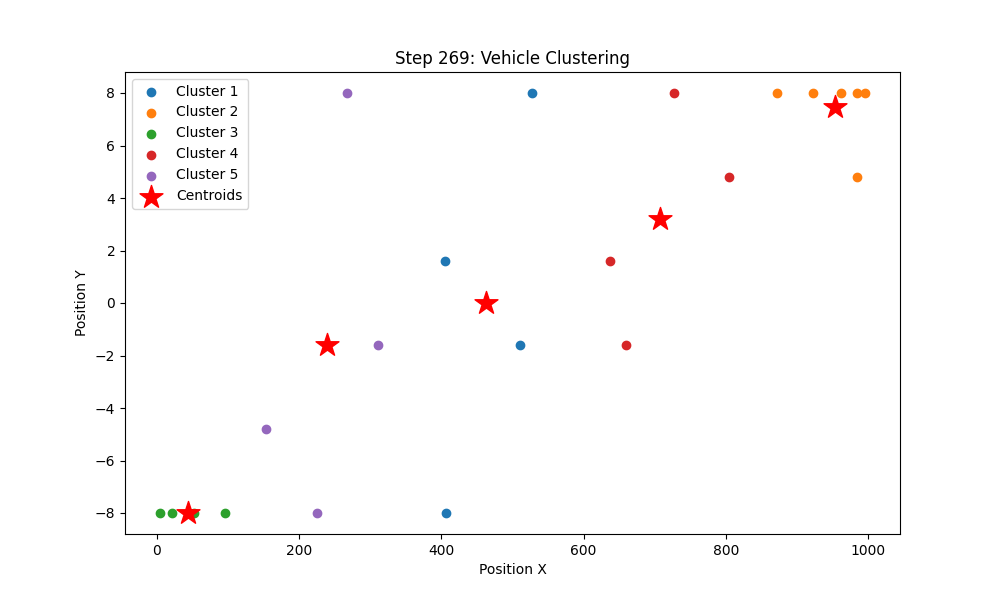 Step 269: Vehicle Clustering
Cluster 1
Cluster 2
Cluster 3
Cluster 4
Cluster 5
Centroids
8
6
4
2
0
−2
−4
−6
−8
Position Y
0
200
400
600
800
1000
Position X